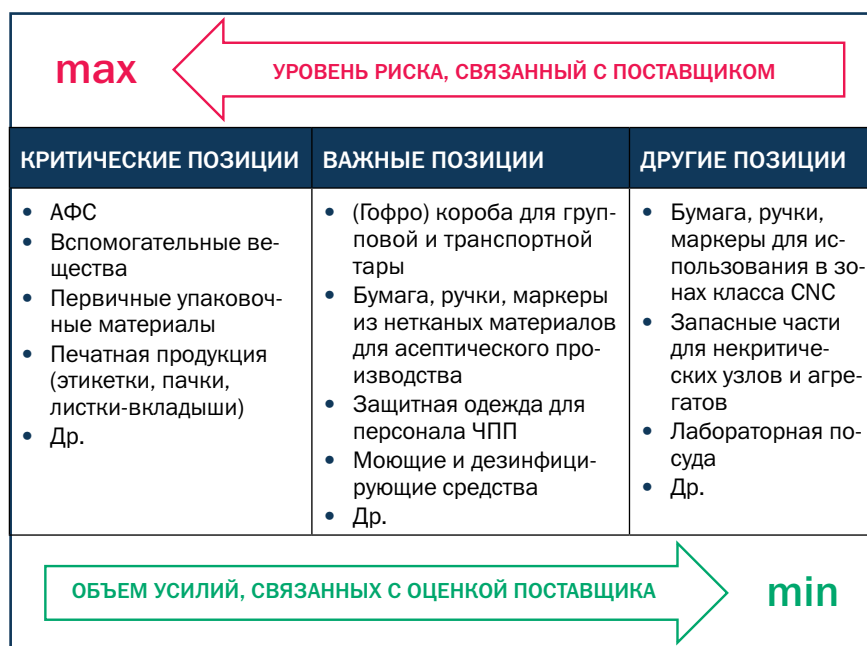 max
УРОВЕНЬ РИСКА, СВЯЗАННЫЙ С ПОСТАВЩИКОМ
КРИТИЧЕСКИЕ ПОЗИЦИИ
• АФС
• Вспомогательные ве-
щества
• Первичные упаковоч-
ные материалы
• Печатная продукция
(этикетки, пачки,
листки-вкладыши)
• Др.
ВАЖНЫЕ ПОЗИЦИИ
• (Гофро) короба для груп-
повой и транспортной
тары
• Бумага, ручки, маркеры
из нетканых материалов
для асептического про-
изводства
• Защитная одежда для
персонала ЧПП
• Моющие и дезинфици-
рующие средства
• Др.
ДРУГИЕ ПОЗИЦИИ
• Бумага, ручки,
маркеры для ис-
пользования в зо-
нах класса CNC
• Запасные части
для некритиче-
ских узлов и агре-
гатов
• Лабораторная по-
суда
• Др.
ОБЪЕМ УСИЛИЙ, СВЯЗАННЫХ С ОЦЕНКОЙ ПОСТАВЩИКА
min